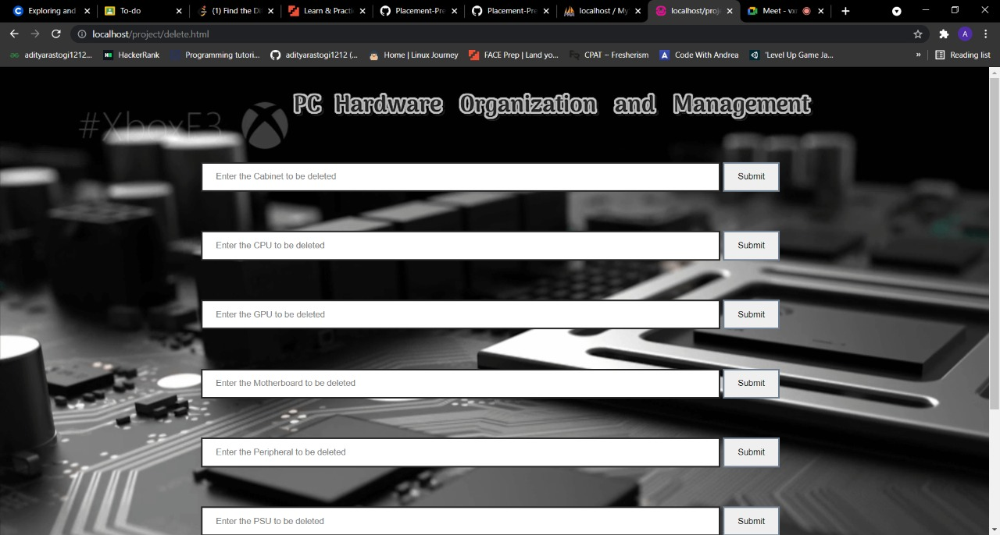 Exploring and
To-do
(1) Find the Di
Learn & Practi
Placement-Pre
Placement-Pre
localhost / My
localhost/proj
Meet - vxr
localhost/project/delete.html
A
adityarastogi1212...
HackerRank
Programming tutori...
adityarastogi1212 (...
Home | Linux Journey
FACE Prep | Land yo...
CPAT – Fresherism
A
Code With Andrea
'Level Up Game Ja...
»
Reading list
PC Hardware Organization and Management
#XboxE3
Enter the Cabinet to be deleted
Submit
Enter the CPU to be deleted
Submit
Enter the GPU to be deleted
Submit
Enter the Motherboard to be deleted
Submit
Enter the Peripheral to be deleted
Submit
Enter the PSU to be deleted
Submit